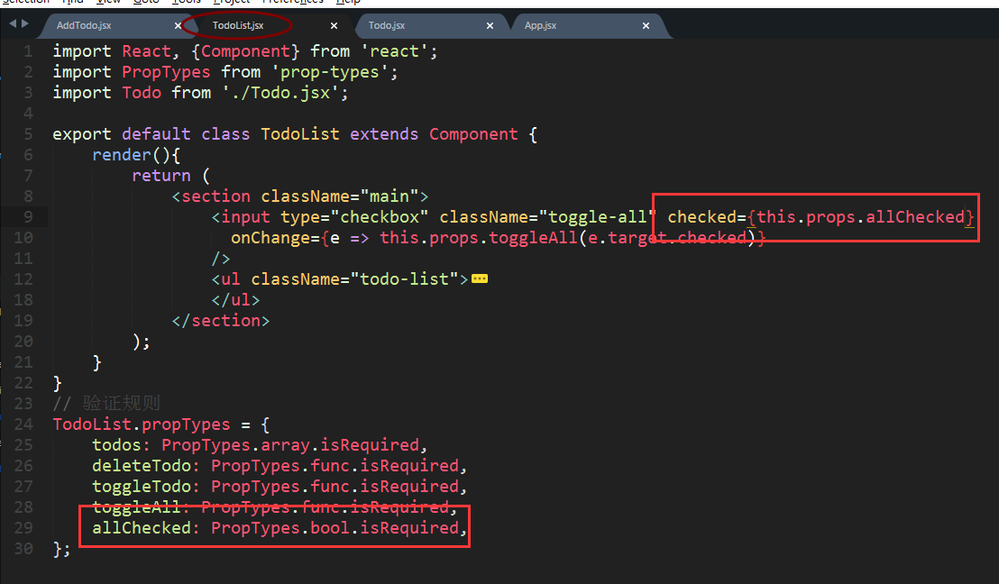 Selection Find View Goto Tools Project Preferences Help
AddTodo.jsx × TodoList.jsx × Todo.jsx × App.jsx ×
1 import React, {Component} from 'react';
2 import PropTypes from 'prop-types';
3 import Todo from './Todo.jsx';
4
5 export default class TodoList extends Component {
6 render(){
7 return (
8 <section className="main">
9 <input type="checkbox" className="toggle-all" checked={this.props.allChecked}
10 onChange={e => this.props.toggleAll(e.target.checked)}
11 />
12 <ul className="todo-list">
18 </ul>
19 </section>
20 );
21 }
22 }
23 // 验证规则
24 TodoList.propTypes = {
25 todos: PropTypes.array.isRequired,
26 deleteTodo: PropTypes.func.isRequired,
27 toggleTodo: PropTypes.func.isRequired,
28 toggleAll: PropTypes.func.isRequired,
29 allChecked: PropTypes.bool.isRequired,
30 };